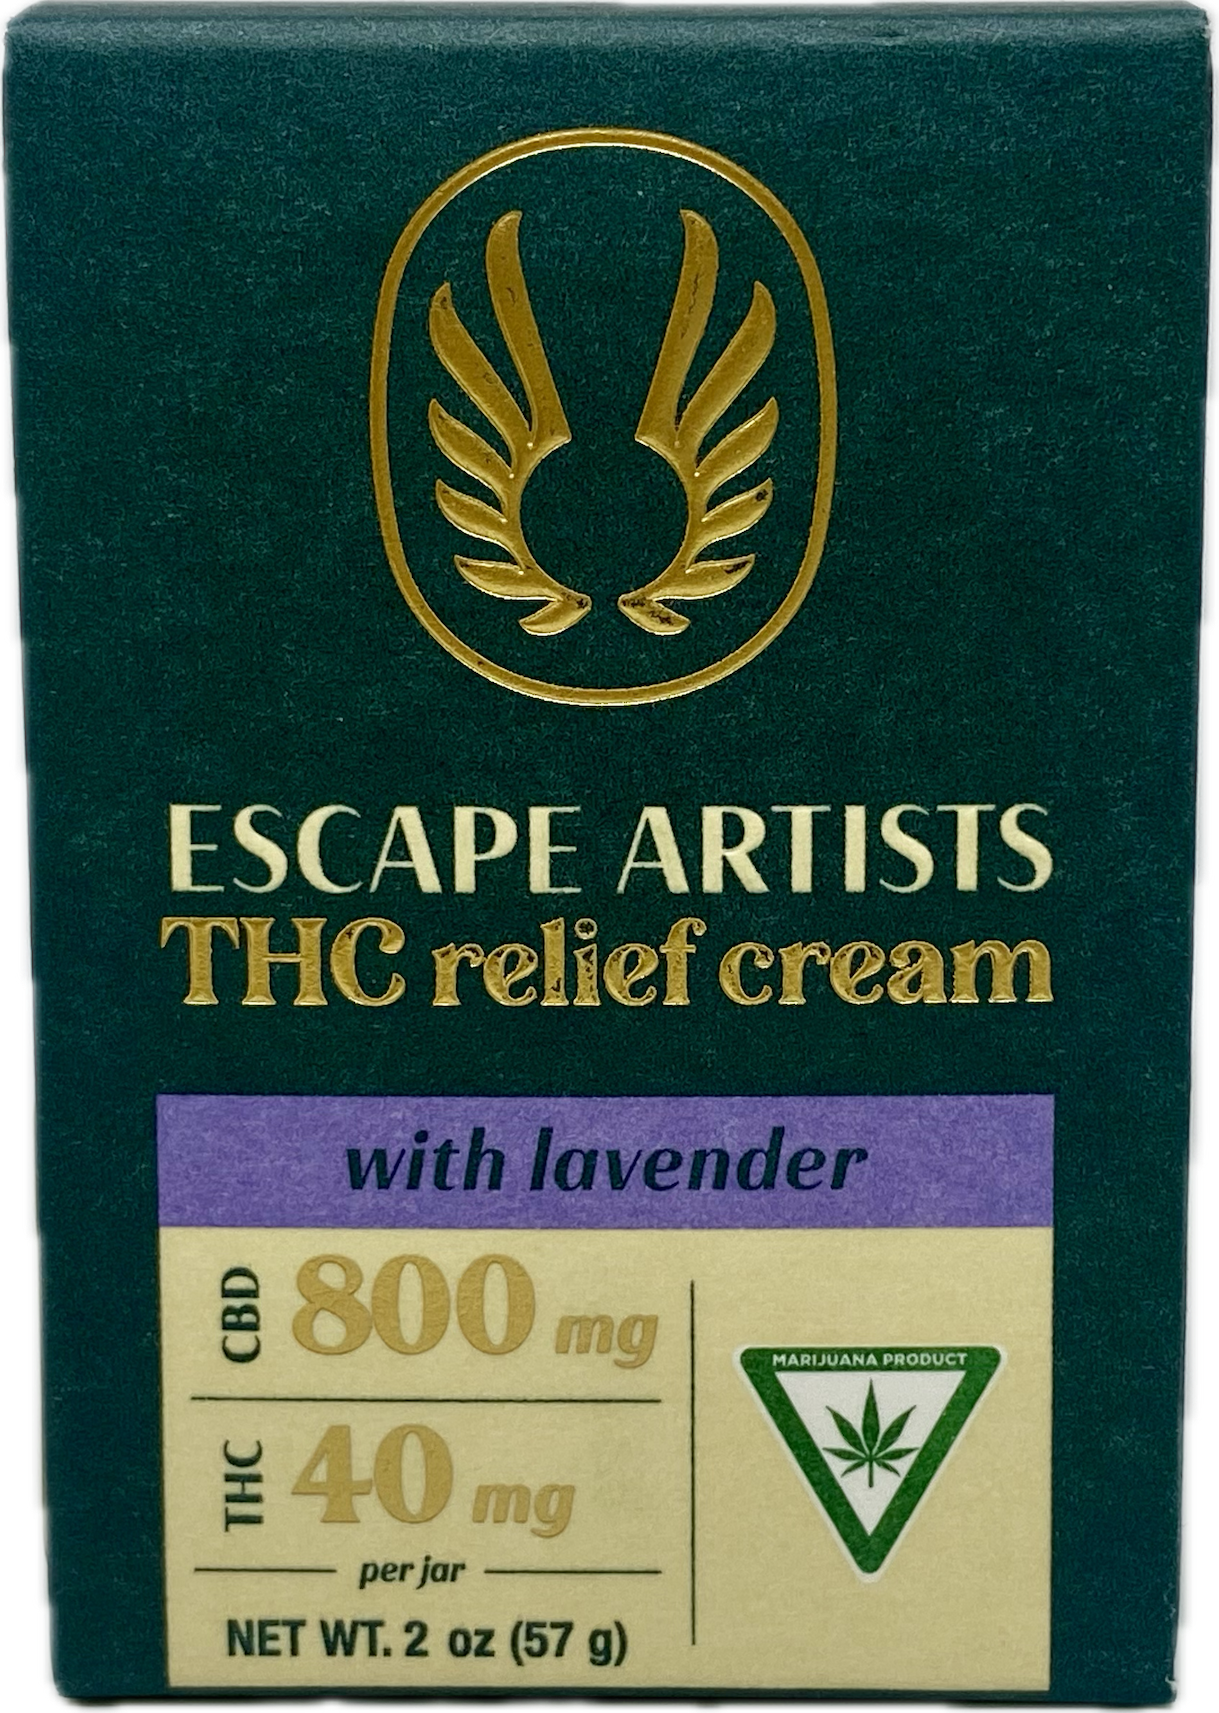 ESCAPE ARTISTS
THC relief cream
with lavender
CBD 800 mg
THC 40 mg
per jar
NET WT. 2 oz (57 g)
MARIJUANA PRODUCT